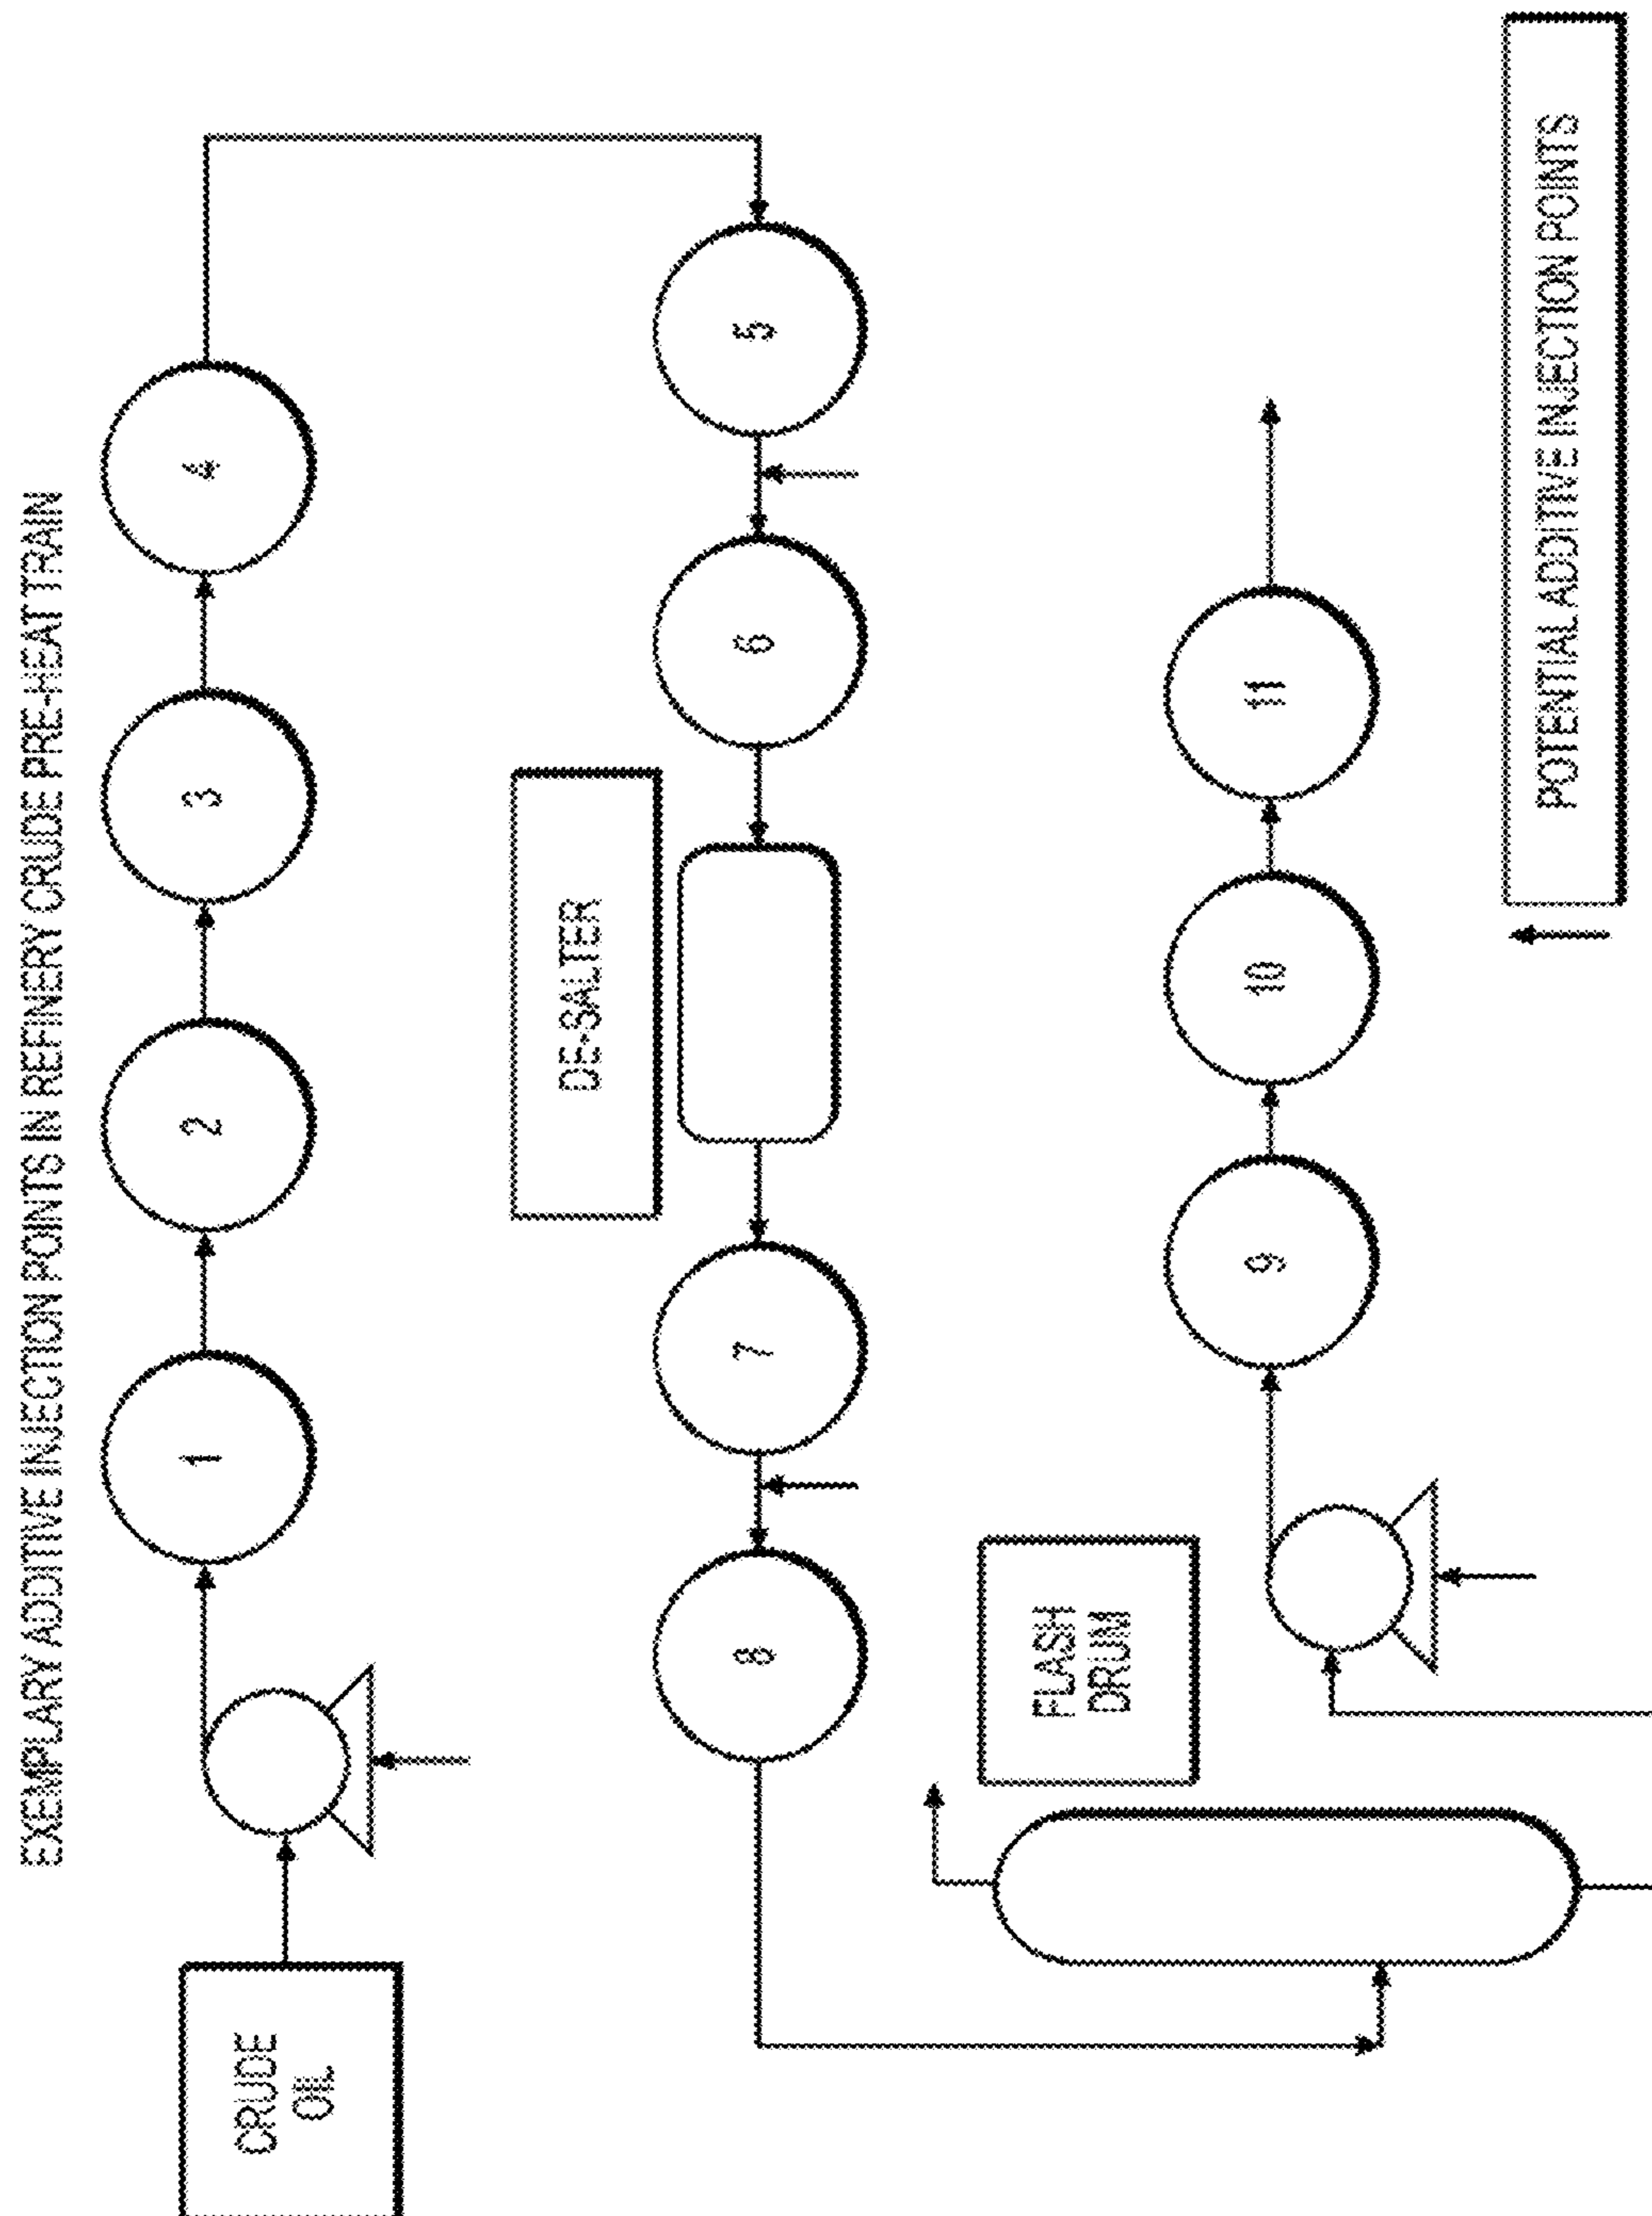 EXEMPLARY ADDITIVE INJECTION POINTS IN REFINERY CRUDE PRE-HEAT TRAIN
CRUDE
OIL
1
2
3
4
5
6
DE-SALTER
7
8
FLASH
DRUM
9
10
11
POTENTIAL ADDITIVE INJECTION POINTS